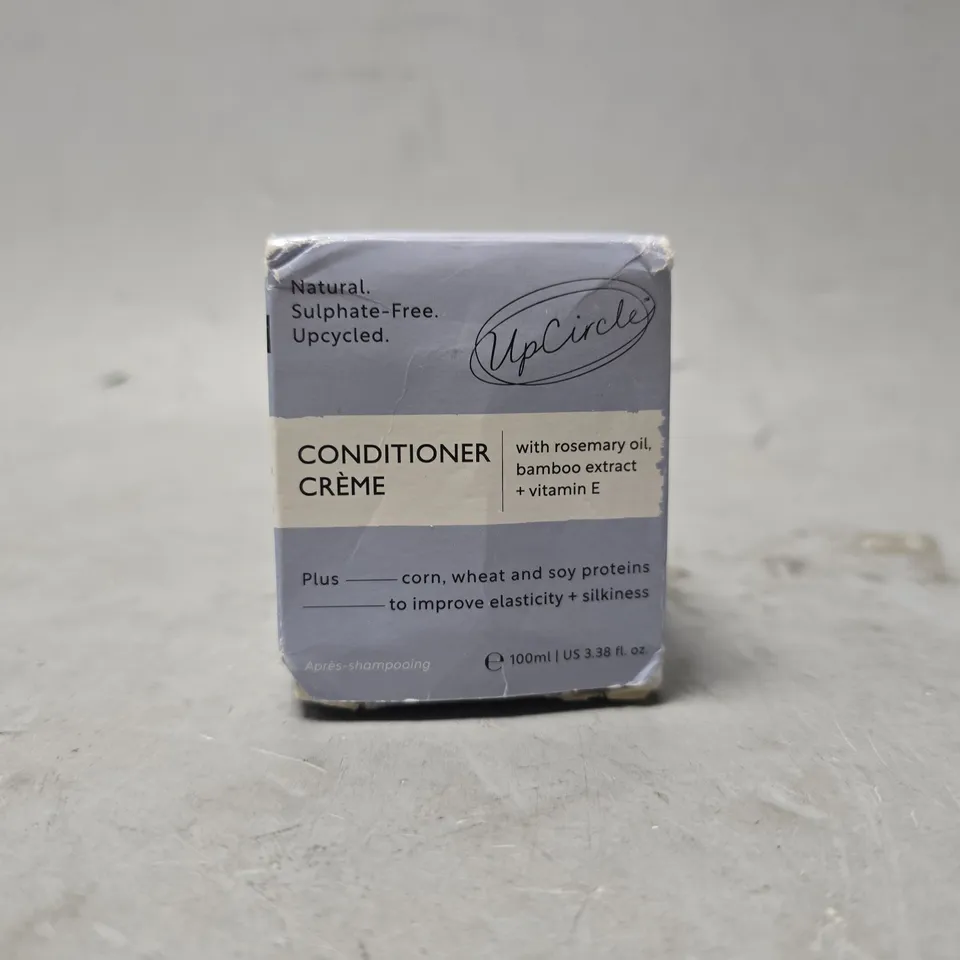 Natural.
Sulphate-Free.
Upcycled.
UpCircle
CONDITIONER
CRÈME
with rosemary oil,
bamboo extract
+ vitamin E
Plus corn, wheat and soy proteins
to improve elasticity + silkiness
Après-shampooing
℮ 100ml | US 3.38 fl. oz.